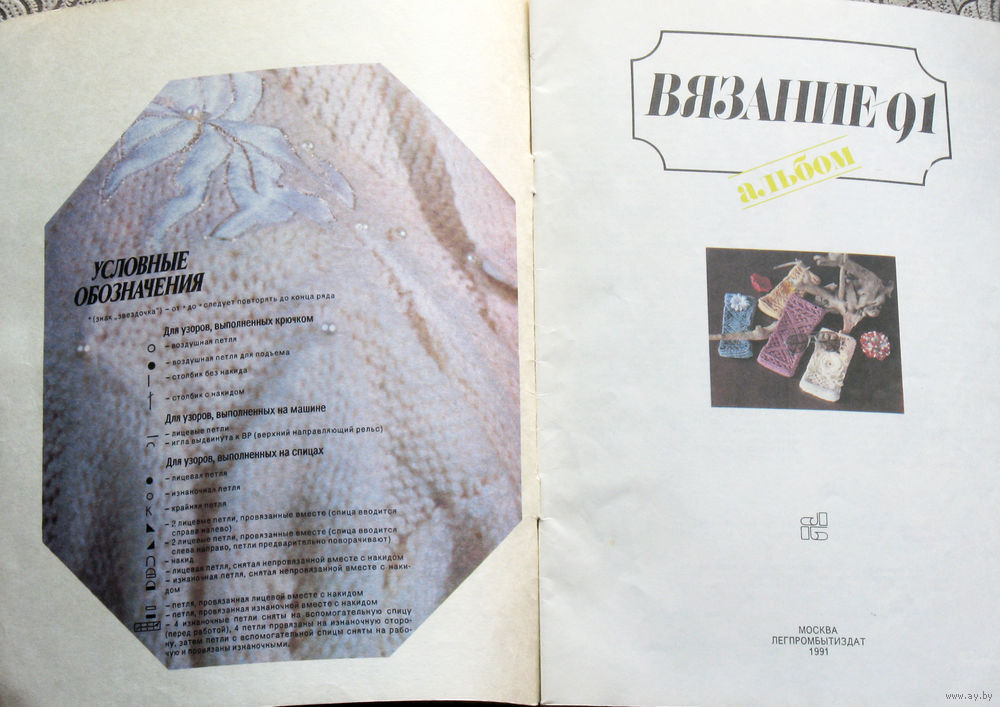 УСЛОВНЫЕ
ОБОЗНАЧЕНИЯ
* (знак „звездочка") – от * до * следует повторять до конца ряда
Для узоров, выполненных крючком
– воздушная петля
– воздушная петля для подъема
– столбик без накида
– столбик с накидом
Для узоров, выполненных на машине
– лицевые петли
– игла выдвинута к ВР (верхний направляющий рельс)
Для узоров, выполненных на спицах
– лицевая петля
– изнаночная петля
К – крайняя петля
– 2 лицевые петли, провязанные вместе (спица вводится
справа налево)
– 2 лицевые петли, провязанные вместе (спица вводится
слева направо, петли предварительно поворачивают)
– накид
– лицевая петля, снятая непровязанной вместе с накидом
– изнаночная петля, снятая непровязанной вместе с наки-
дом
– петля, провязанная лицевой вместе с накидом
– петля, провязанная изнаночной вместе с накидом
– 4 изнаночные петли сняты на вспомогательную спицу
(перед работой), 4 петли провязаны на изнаночную сторо-
ну, затем петли с вспомогательной спицы сняты на рабо-
чую и провязаны изнаночными.
ВЯЗАНИЕ-91
альбом
МОСКВА
ЛЕГПРОМБЫТИЗДАТ
1991
www.ay.by